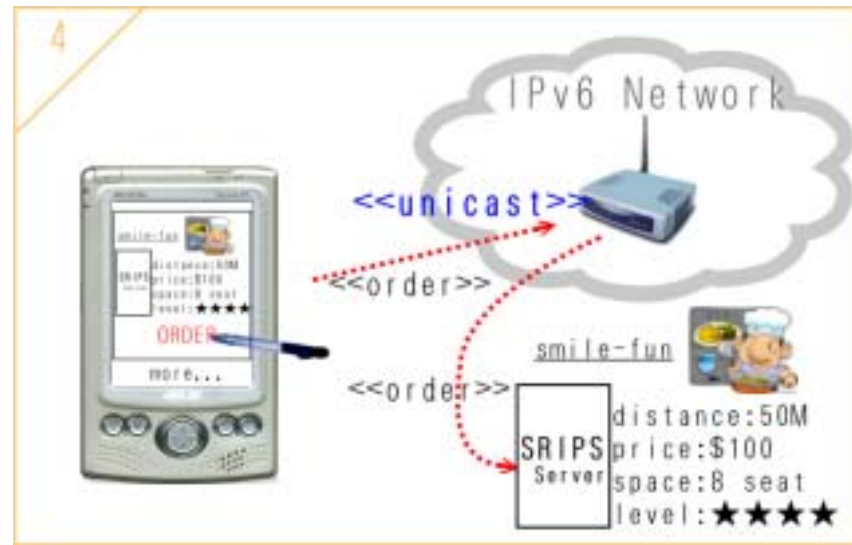 4
IPv6 Network
<<unicast>>
<<order>>
smile-fun
distance:50M
SRIPS
price:$100
space:8 seat
level:★★★★
ORDER
more...
<<order>>
smile-fun
SRIPS
Server
distance:50M
price:$100
space:8 seat
level:★★★★